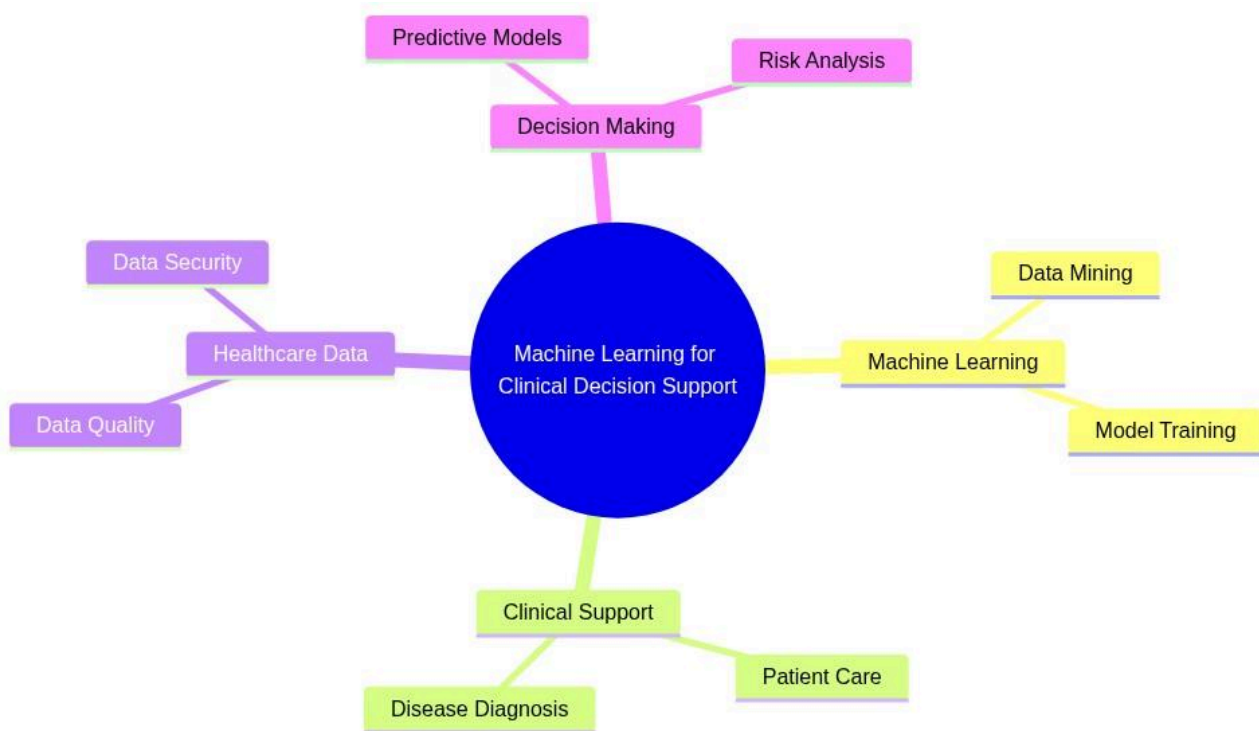 Predictive Models
Risk Analysis
Decision Making
Data Security
Data Mining
Healthcare Data
Machine Learning for
Clinical Decision Support
Machine Learning
Data Quality
Model Training
Clinical Support
Patient Care
Disease Diagnosis